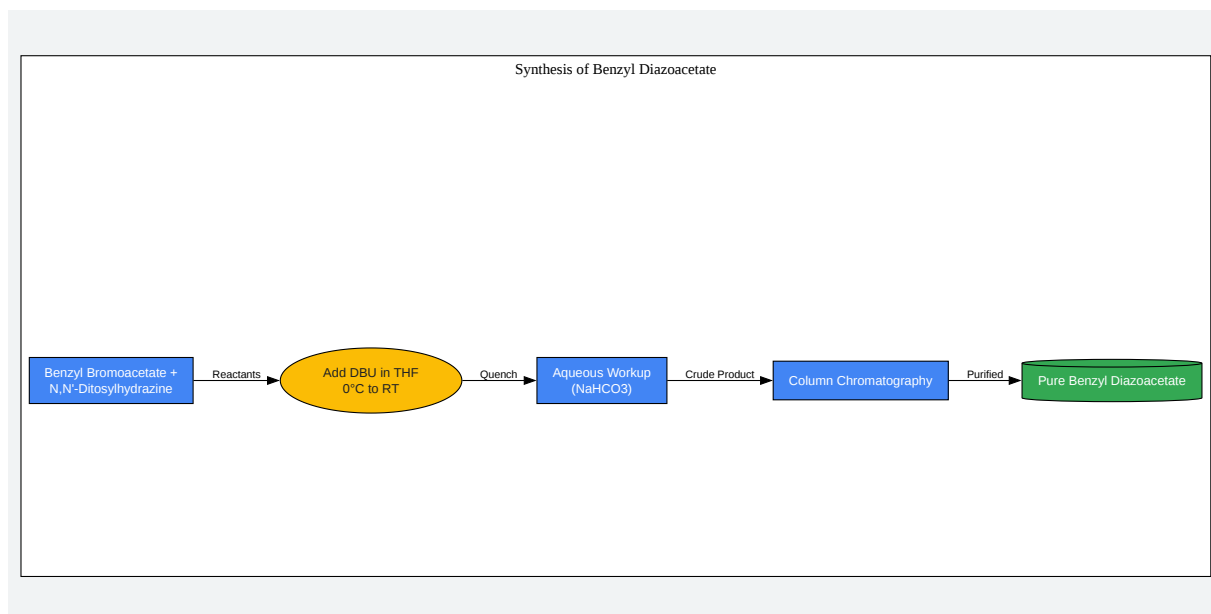 Synthesis of Benzyl Diazoacetate
Benzyl Bromoacetate +
N,N'-Ditosylhydrazine
Reactants
Add DBU in THF
0°C to RT
Quench
Aqueous Workup
(NaHCO3)
Crude Product
Column Chromatography
Purified
Pure Benzyl Diazoacetate